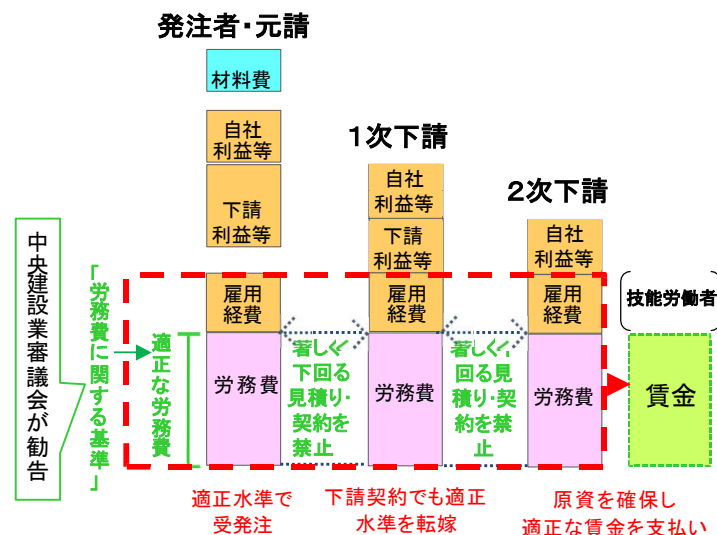 発注者・元請
材料費
自社
利益等
下請
利益等
雇用
経費
労務費
1次下請
自社
利益等
下請
利益等
雇用
経費
労務費
2次下請
自社
利益等
雇用
経費
労務費
技能労働者
賃金
中央建設業審議会が勧告
「労務費に関する基準」
適正な労務費
著しく
下回る
見積り・
契約を
禁止
著しく
回る見
積り・契
約を禁
止
適正水準で
受発注
下請契約でも適正
水準を転嫁
原資を確保し
適正な賃金を支払い